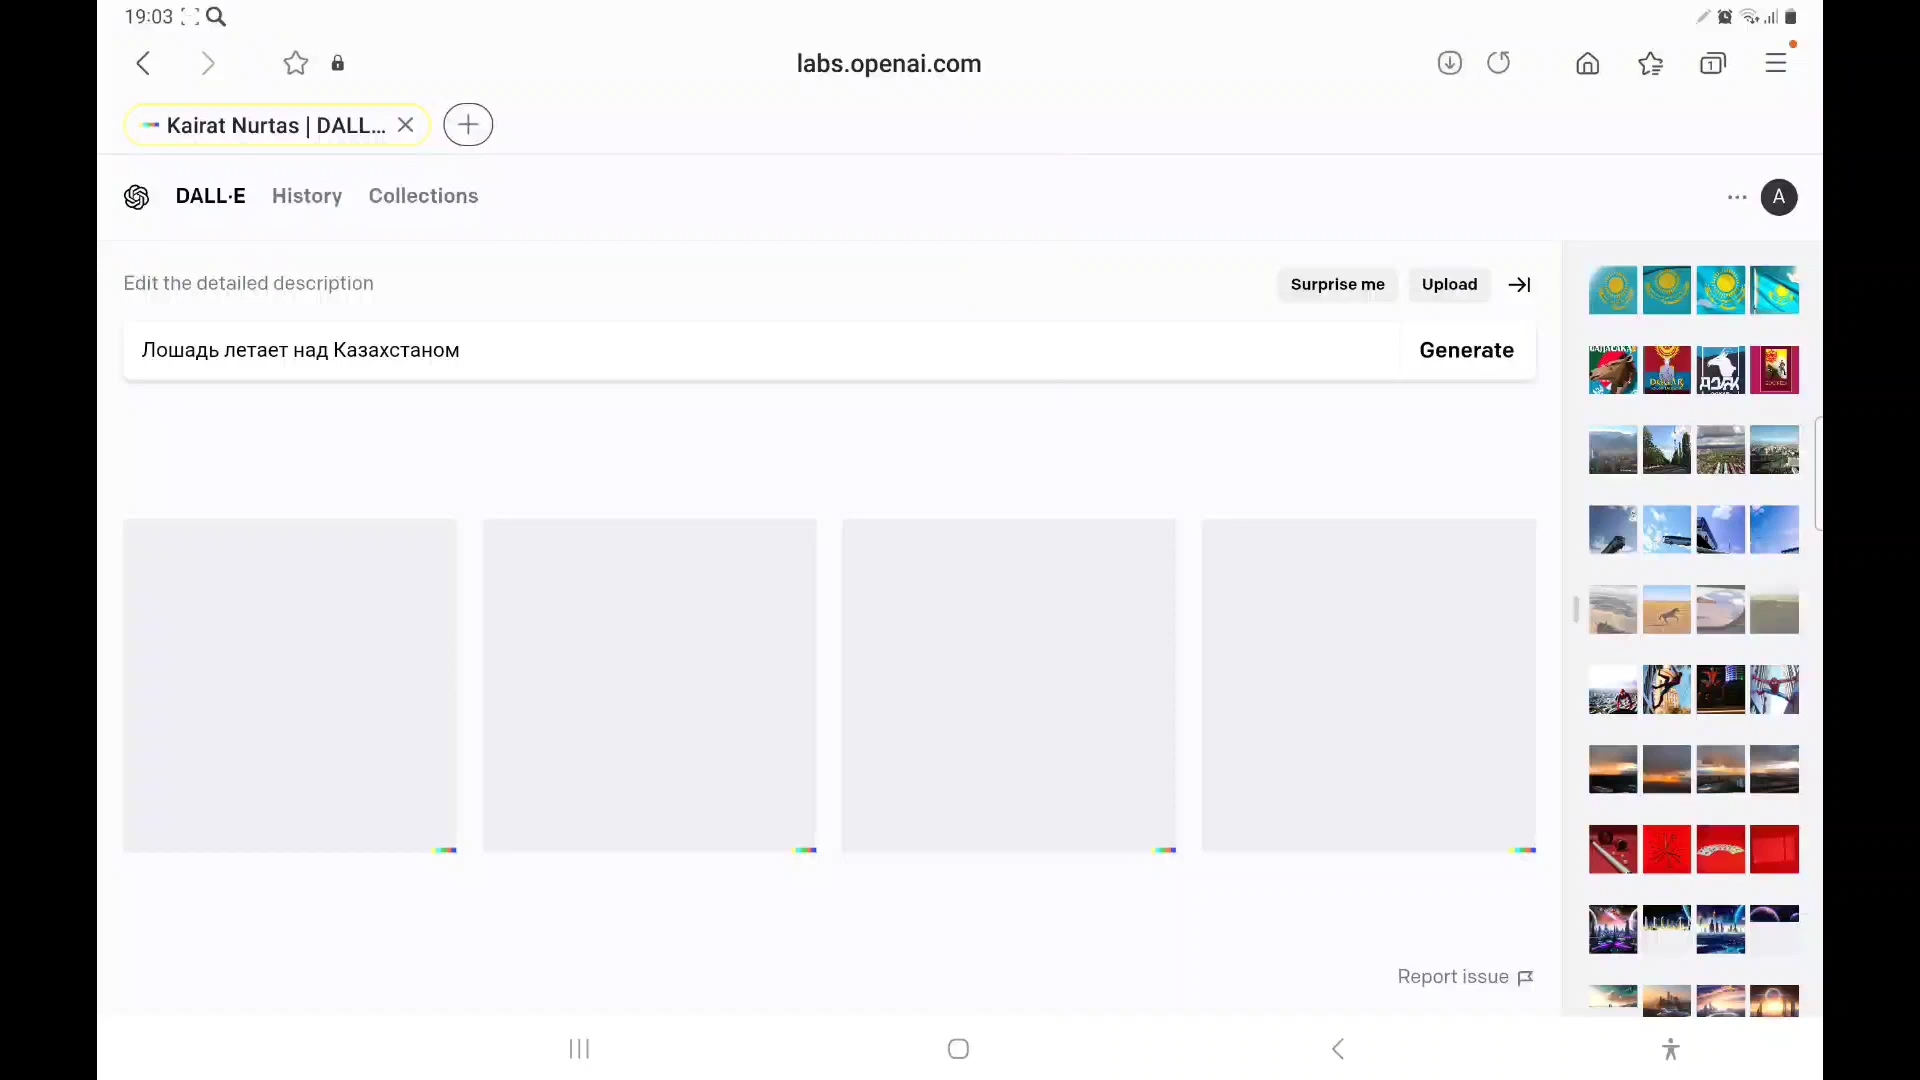 19:03
labs.openai.com
1
Kairat Nurtas | DALL...
DALL·E History Collections
A
Edit the detailed description
Surprise me
Upload
Лошадь летает над Казахстаном
Generate
Report issue